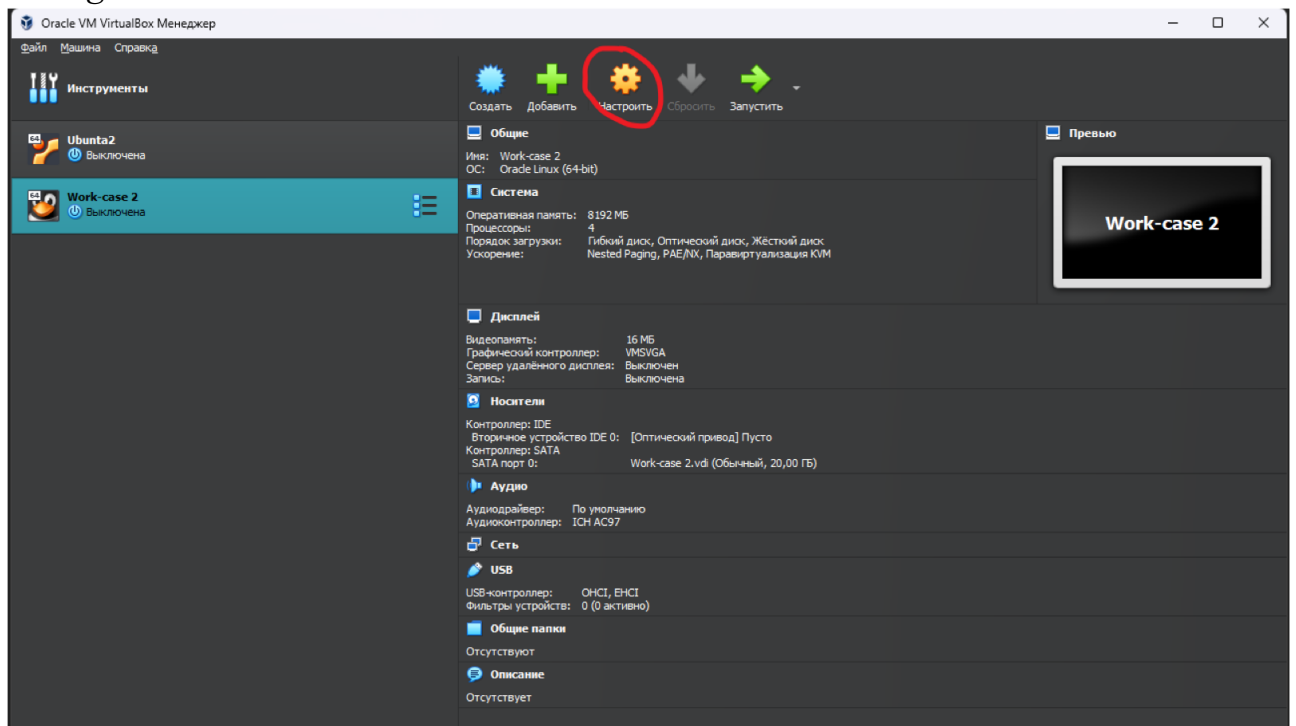 Oracle VM VirtualBox Менеджер
Файл Машина Справка
Инструменты
Создать Добавить Настроить Сбросить Запустить
64 Ubunta2
Выключена
64 Work-case 2
Выключена
Общие
Имя: Work-case 2
ОС: Oracle Linux (64-bit)
Система
Оперативная память: 8192 МБ
Процессоры: 4
Порядок загрузки: Гибкий диск, Оптический диск, Жёсткий диск
Ускорение: Nested Paging, PAE/NX, Паравиртуализация KVM
Превью
Work-case 2
Дисплей
Видеопамять: 16 МБ
Графический контроллер: VMSVGA
Сервер удалённого дисплея: Выключен
Запись: Выключена
Носители
Контроллер: IDE
Вторичное устройство IDE 0: [Оптический привод] Пусто
Контроллер: SATA
SATA порт 0: Work-case 2.vdi (Обычный, 20,00 ГБ)
Аудио
Аудиодрайвер: По умолчанию
Аудиоконтроллер: ICH AC97
Сеть
USB
USB-контроллер: OHCI, EHCI
Фильтры устройств: 0 (0 активно)
Общие папки
Отсутствуют
Описание
Отсутствует